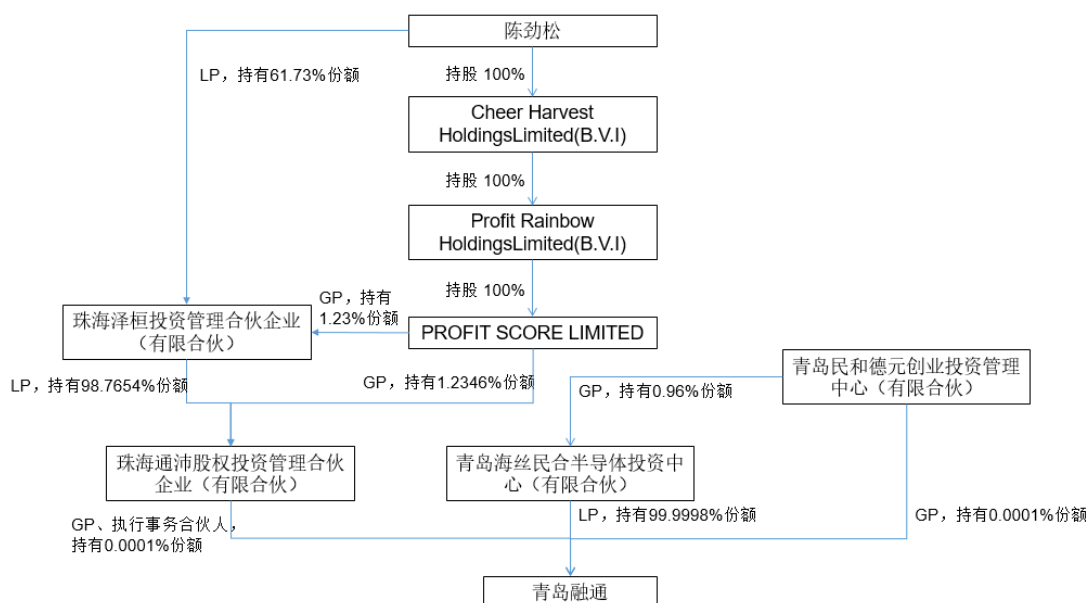 陈劲松
LP，持有61.73%份额
持股 100%
Cheer Harvest
HoldingsLimited(B.V.I)
持股 100%
Profit Rainbow
HoldingsLimited(B.V.I)
持股 100%
GP，持有
1.23%份额
珠海泽桓投资管理合伙企业
（有限合伙）
PROFIT SCORE LIMITED
青岛民和德元创业投资管理
中心（有限合伙）
LP，持有98.7654%份额
GP，持有1.2346%份额
GP，持有0.96%份额
珠海通沛股权投资管理合伙
企业（有限合伙）
青岛海丝民合半导体投资中
心（有限合伙）
GP、执行事务合伙人，
持有0.0001%份额
LP，持有99.9998%份额
GP，持有0.0001%份额
青岛融通